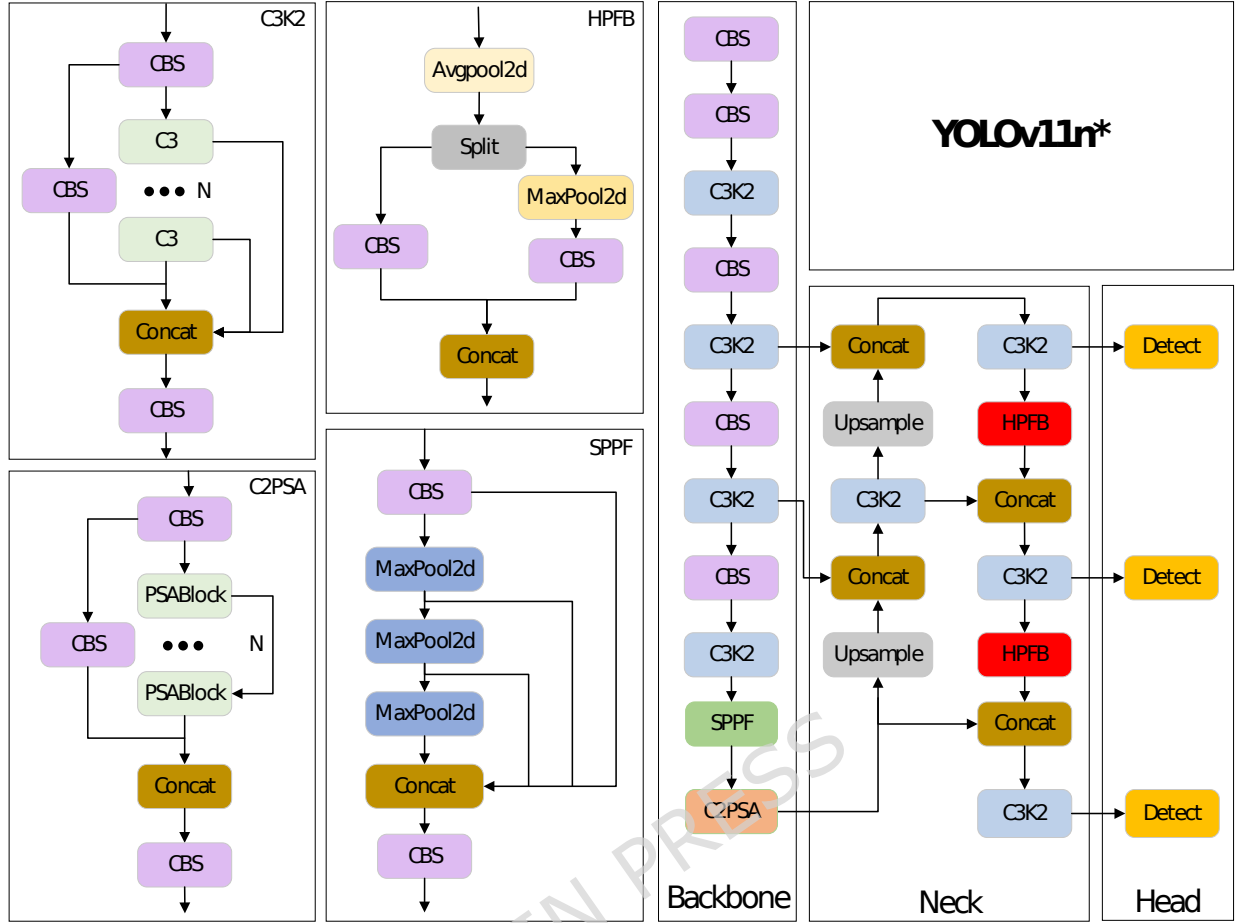 C3K2
CBS
C3
CBS
●●● N
C3
Concat
CBS
HPFB
Avgpool2d
Split
MaxPool2d
CBS
CBS
Concat
C2PSA
CBS
PSABlock
CBS
●●● N
PSABlock
Concat
CBS
SPPF
CBS
MaxPool2d
MaxPool2d
MaxPool2d
Concat
CBS
CBS
CBS
C3K2
CBS
C3K2
CBS
C3K2
CBS
C3K2
SPPF
C2PSA
Backbone
YOLOv11n*
Concat
Upsample
C3K2
Concat
Upsample
C3K2
HPFB
Concat
C3K2
HPFB
Concat
C3K2
Neck
Detect
Detect
Detect
Head
EN PRESS